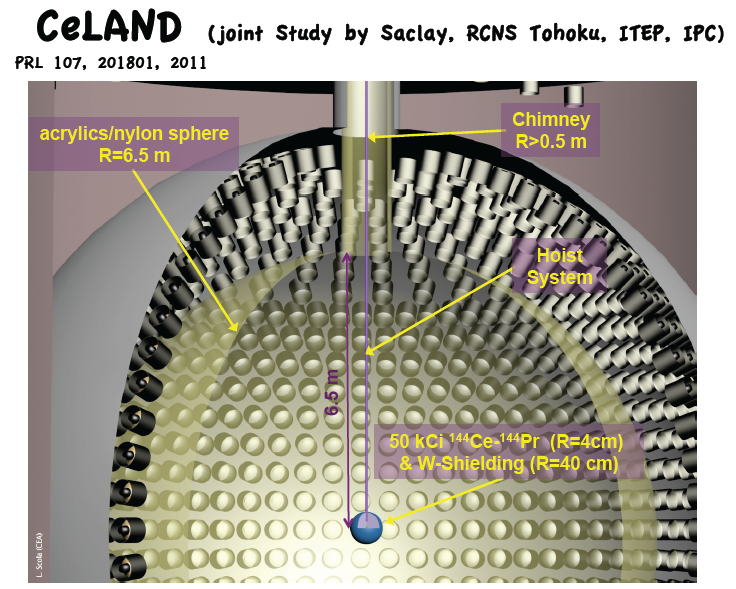 CeLAND (joint Study by Saclay, RCNS Tohoku, ITEP, IPC)
PRL 107, 201801, 2011
acrylics/nylon sphere
R=6.5 m
Chimney
R>0.5 m
Hoist
System
6.5 m
50 kCi ¹⁴⁴Ce-¹⁴⁴Pr (R=4cm)
& W-Shielding (R=40 cm)
L. Scola (CEA)